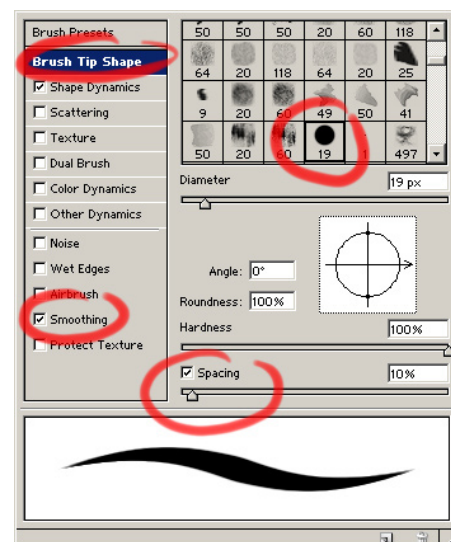 Brush Presets
Brush Tip Shape
Shape Dynamics
Scattering
Texture
Dual Brush
Color Dynamics
Other Dynamics
Noise
Wet Edges
Airbrush
Smoothing
Protect Texture
50 50 50 20 60 118
64 20 118 64 20 25
9 20 60 49 50 41
50 20 60 19 1 497
Diameter 19 px
Angle: 0°
Roundness: 100%
Hardness 100%
Spacing 10%